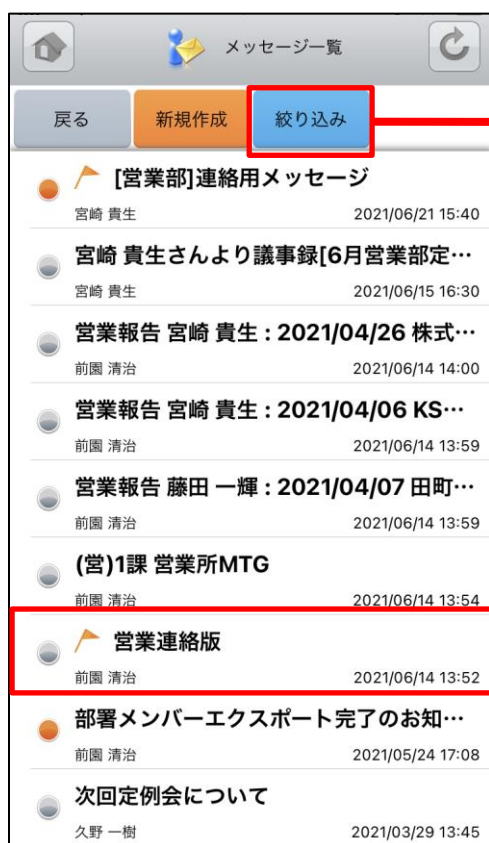 メッセージ一覧
戻る 新規作成 絞り込み
[営業部]連絡用メッセージ
宮崎 貴生 2021/06/21 15:40
宮崎 貴生さんより議事録[6月営業部定…
宮崎 貴生 2021/06/15 16:30
営業報告 宮崎 貴生 : 2021/04/26 株式…
前園 清治 2021/06/14 14:00
営業報告 宮崎 貴生 : 2021/04/06 KS…
前園 清治 2021/06/14 13:59
営業報告 藤田 一輝 : 2021/04/07 田町…
前園 清治 2021/06/14 13:59
(営)1課 営業所MTG
前園 清治 2021/06/14 13:54
営業連絡版
前園 清治 2021/06/14 13:52
部署メンバーエクスポート完了のお知…
前園 清治 2021/05/24 17:08
次回定例会について
久野 一樹 2021/03/29 13:45